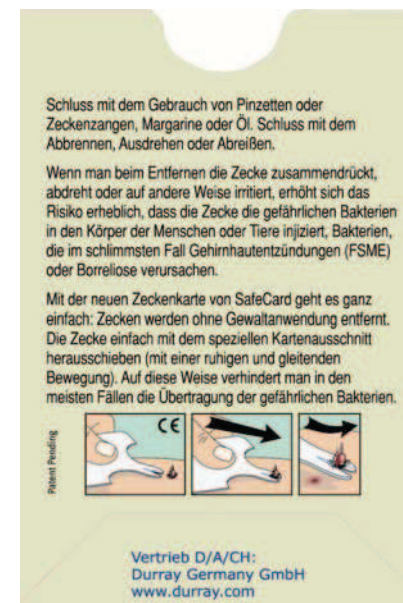 Schluss mit dem Gebrauch von Pinzetten oder
Zeckenzangen, Margarine oder Öl. Schluss mit dem
Abbrennen, Ausdrehen oder Abreißen.
Wenn man beim Entfernen die Zecke zusammendrückt,
abdreht oder auf andere Weise irritiert, erhöht sich das
Risiko erheblich, dass die Zecke die gefährlichen Bakterien
in den Körper der Menschen oder Tiere injiziert, Bakterien,
die im schlimmsten Fall Gehirnhautentzündungen (FSME)
oder Borreliose verursachen.
Mit der neuen Zeckenkarte von SafeCard geht es ganz
einfach: Zecken werden ohne Gewaltanwendung entfernt.
Die Zecke einfach mit dem speziellen Kartenausschnitt
herausschieben (mit einer ruhigen und gleitenden
Bewegung). Auf diese Weise verhindert man in den
meisten Fällen die Übertragung der gefährlichen Bakterien.
Patent Pending
CE
Vertrieb D/A/CH:
Durray Germany GmbH
www.durray.com